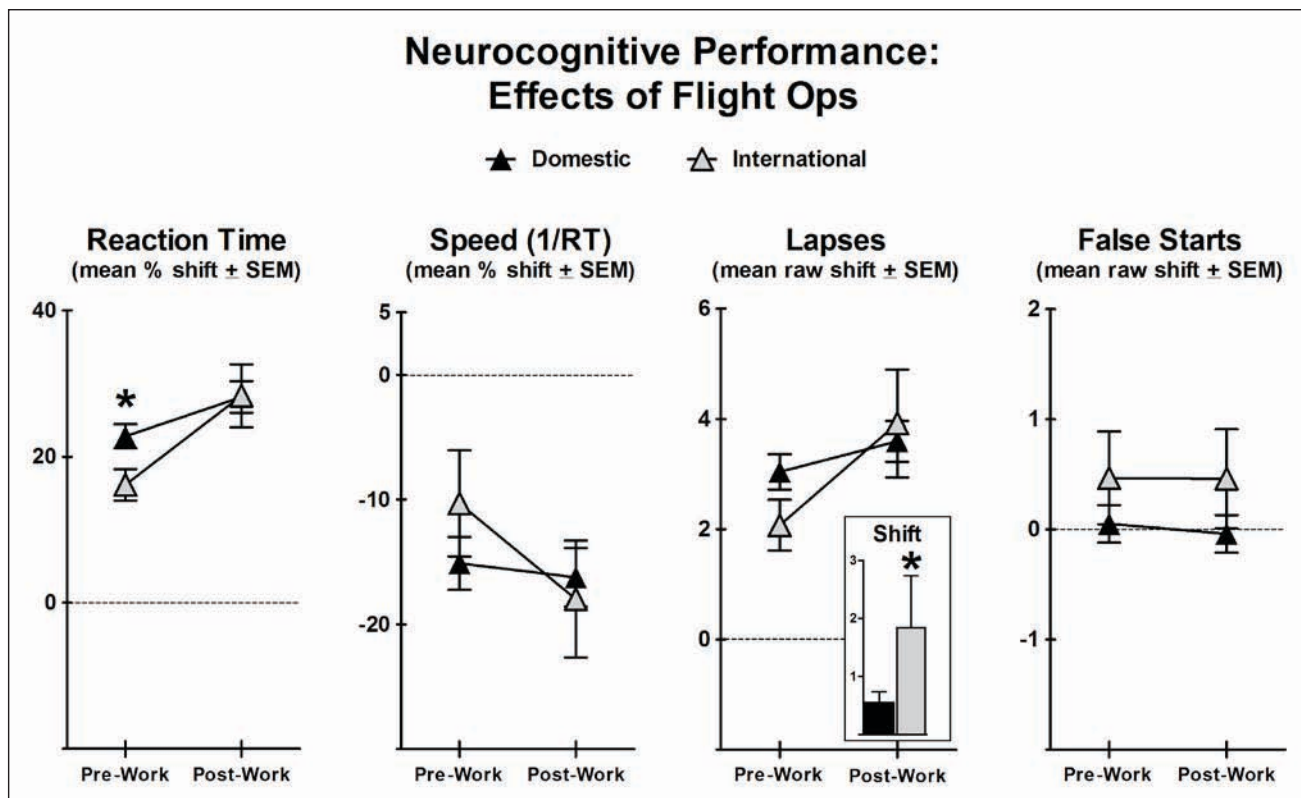 Neurocognitive Performance:
Effects of Flight Ops
Domestic
International
Reaction Time
(mean % shift ± SEM)
40
20
0
Pre-Work
Post-Work
Speed (1/RT)
(mean % shift ± SEM)
5
0
-10
-20
Pre-Work
Post-Work
Lapses
(mean raw shift ± SEM)
6
4
2
0
Pre-Work
Post-Work
Shift
3
2
1
*
False Starts
(mean raw shift ± SEM)
2
1
0
-1
Pre-Work
Post-Work
*